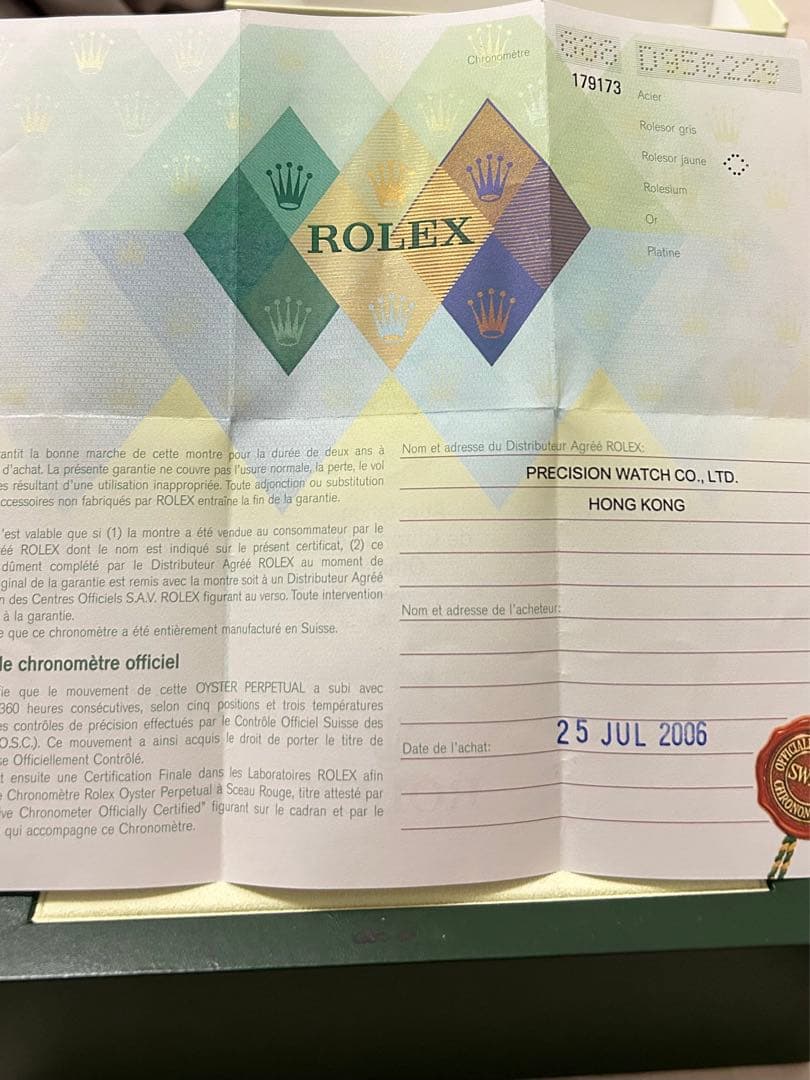 Chronomètre
888 D956229
179173
Acier
Rolesor gris
Rolesor jaune
Rolesium
Or
Platine
ROLEX
antit la bonne marche de cette montre pour la durée de deux ans à
d'achat. La présente garantie ne couvre pas l'usure normale, la perte, le vol
es résultant d'une utilisation inappropriée. Toute adjonction ou substitution
ccessoires non fabriqués par ROLEX entraîne la fin de la garantie.
'est valable que si (1) la montre a été vendue au consommateur par le
éé ROLEX dont le nom est indiqué sur le présent certificat, (2) ce
dûment complété par le Distributeur Agréé ROLEX au moment de
ginal de la garantie est remis avec la montre soit à un Distributeur Agréé
n des Centres Officiels S.A.V. ROLEX figurant au verso. Toute intervention
à la garantie.
e que ce chronomètre a été entièrement manufacturé en Suisse.
de chronomètre officiel
ie que le mouvement de cette OYSTER PERPETUAL a subi avec
360 heures consécutives, selon cinq positions et trois températures
es contrôles de précision effectués par le Contrôle Officiel Suisse des
O.S.C.). Ce mouvement a ainsi acquis le droit de porter le titre de
se Officiellement Contrôlé.
t ensuite une Certification Finale dans les Laboratoires ROLEX afin
e Chronomètre Rolex Oyster Perpetual à Sceau Rouge, titre attesté par
ve Chronometer Officially Certified" figurant sur le cadran et par le
qui accompagne ce Chronomètre.
Nom et adresse du Distributeur Agréé ROLEX:
PRECISION WATCH CO., LTD.
HONG KONG
Nom et adresse de l'acheteur:
Date de l'achat:
25 JUL 2006
OFFICIAL
SW
CHRONOM